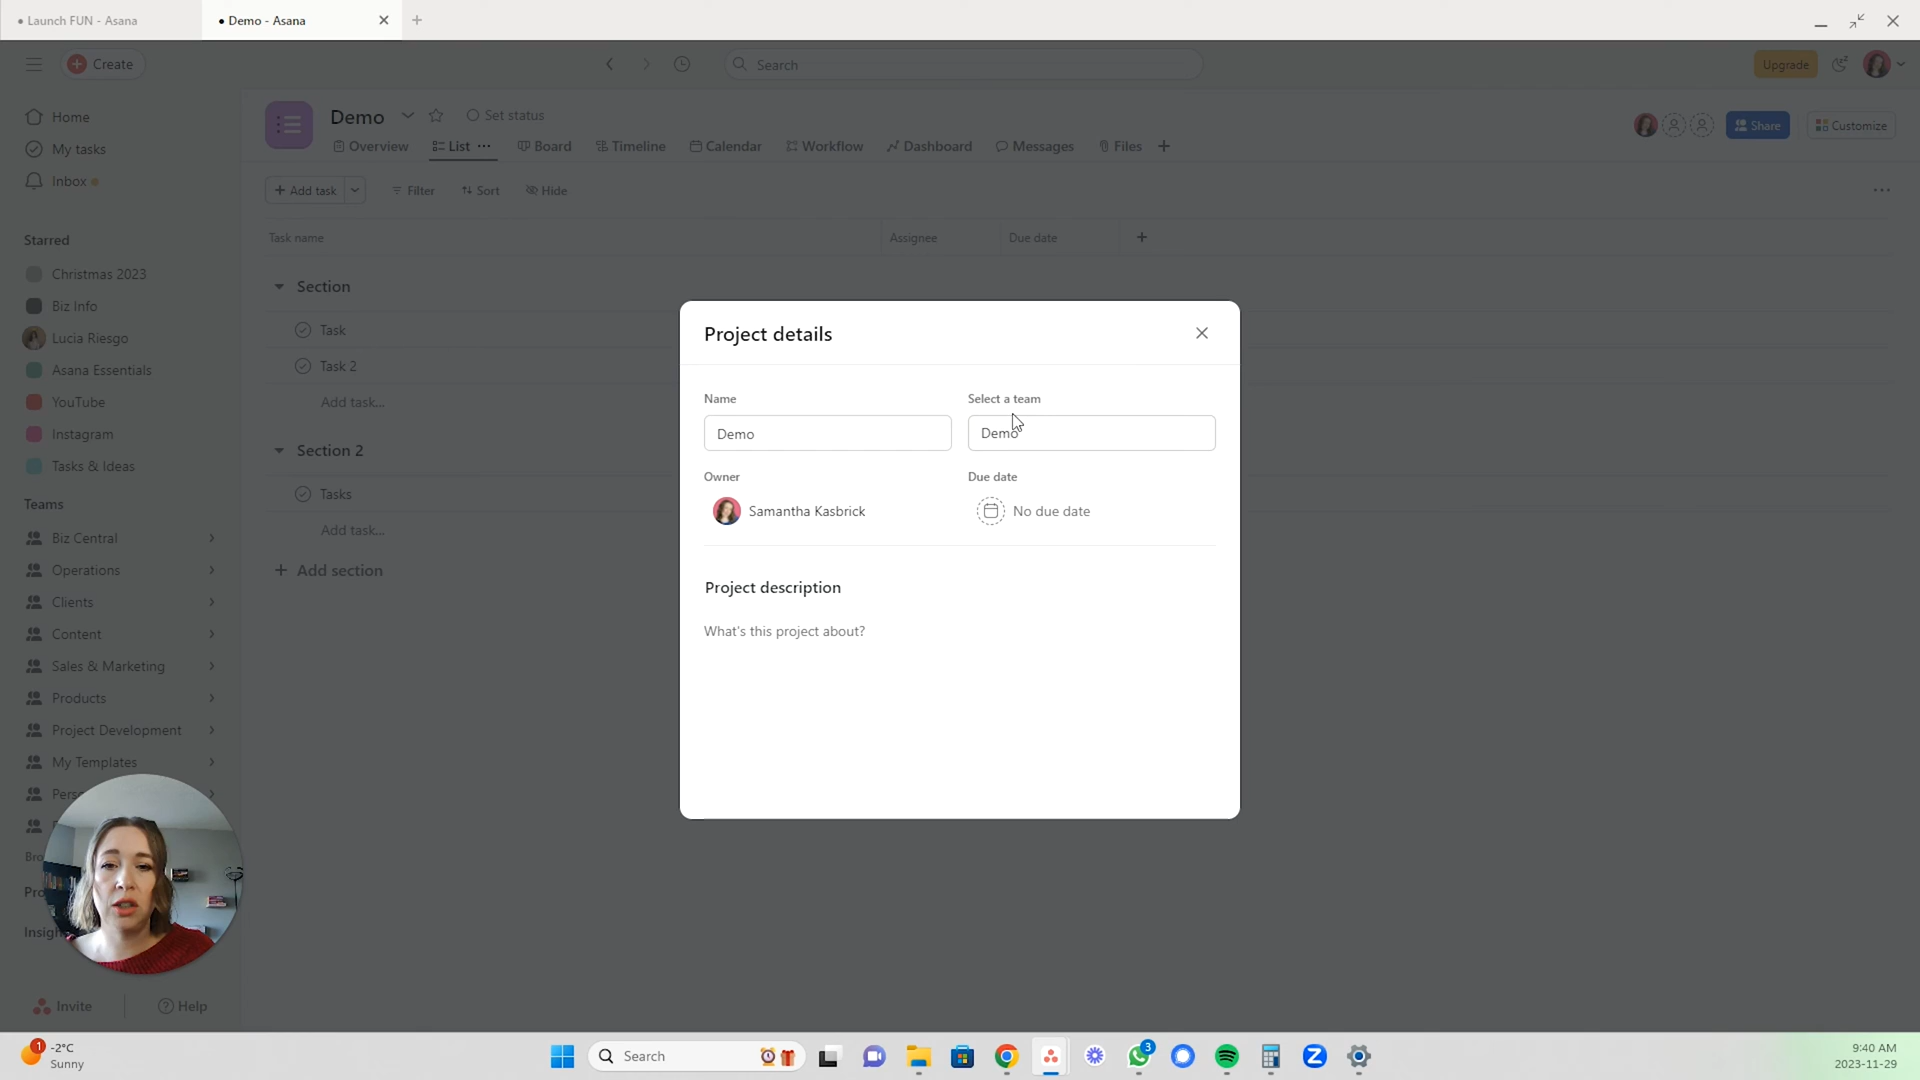 Launch FUN - Asana
Demo - Asana
Create
Search
Upgrade
Home
My tasks
Inbox
Starred
Christmas 2023
Biz Info
Lucia Riesgo
Asana Essentials
YouTube
Instagram
Tasks & Ideas
Teams
Biz Central
Operations
Clients
Content
Sales & Marketing
Products
Project Development
My Templates
Invite
Help
Demo
Set status
Overview
List
Board
Timeline
Calendar
Workflow
Dashboard
Messages
Files
Share
Customize
+ Add task
Filter
Sort
Hide
Task name
Assignee
Due date
Section
Task
Task 2
Add task...
Section 2
Tasks
Add task...
+ Add section
Project details
Name
Select a team
Demo
Demo
Owner
Due date
Samantha Kasbrick
No due date
Project description
What's this project about?
1
-2°C
Sunny
Search
3
9:40 AM
2023-11-29